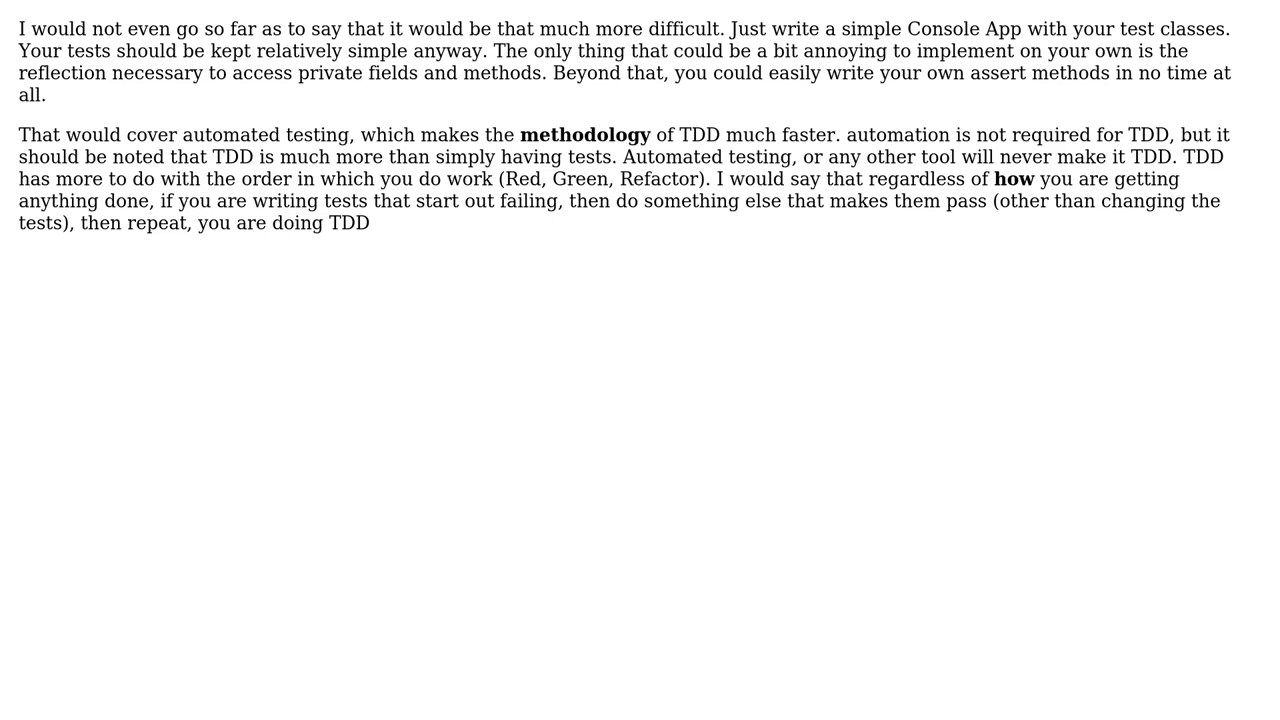 I would not even go so far as to say that it would be that much more difficult. Just write a simple Console App with your test classes.
Your tests should be kept relatively simple anyway. The only thing that could be a bit annoying to implement on your own is the
reflection necessary to access private fields and methods. Beyond that, you could easily write your own assert methods in no time at
all.
That would cover automated testing, which makes the methodology of TDD much faster. automation is not required for TDD, but it
should be noted that TDD is much more than simply having tests. Automated testing, or any other tool will never make it TDD. TDD
has more to do with the order in which you do work (Red, Green, Refactor). I would say that regardless of how you are getting
anything done, if you are writing tests that start out failing, then do something else that makes them pass (other than changing the
tests), then repeat, you are doing TDD